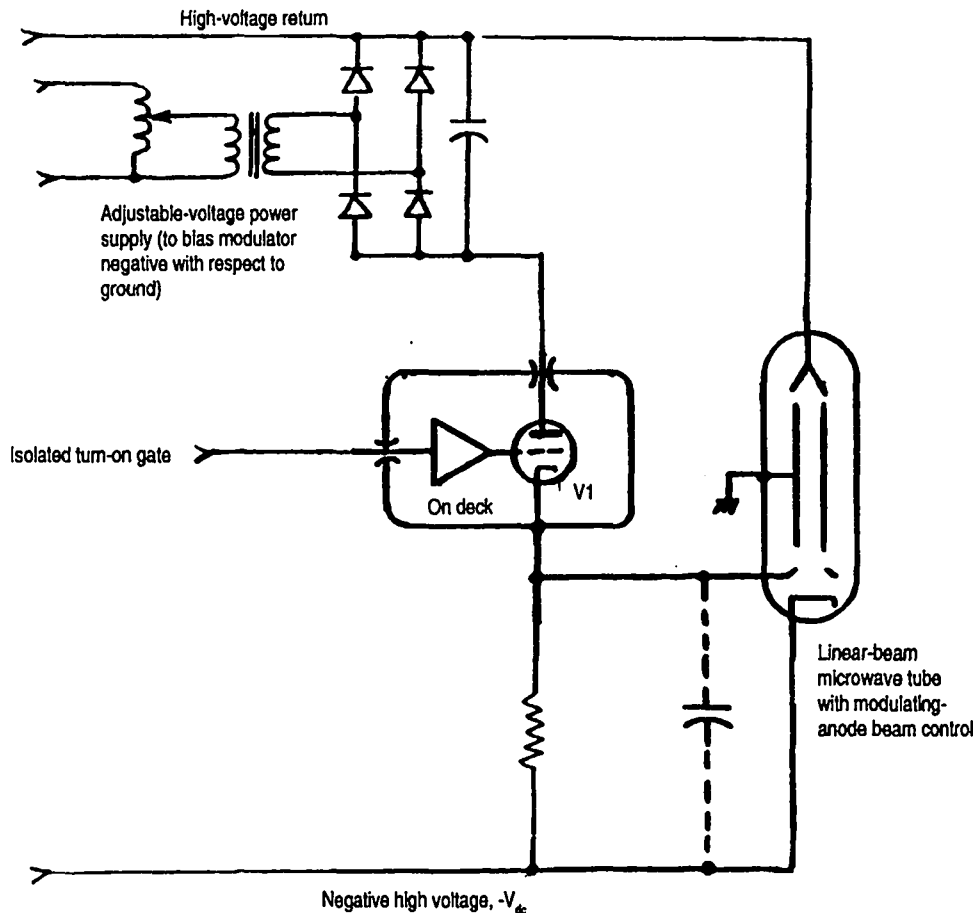 High-voltage return
Adjustable-voltage power
supply (to bias modulator
negative with respect to
ground)
Isolated turn-on gate
On deck
V1
Linear-beam
microwave tube
with modulating-
anode beam control
Negative high voltage, -Vdc